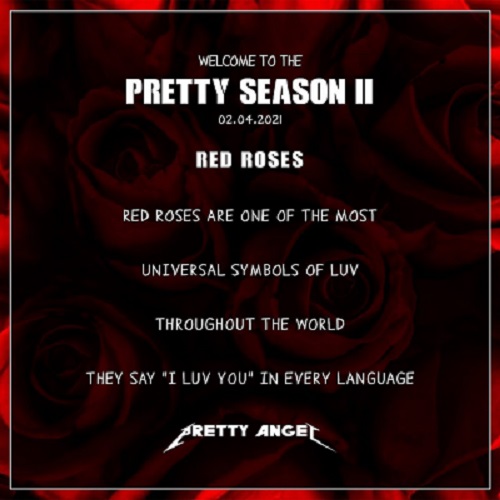 WELCOME TO THE
PRETTY SEASON II
02.04.2021
RED ROSES
RED ROSES ARE ONE OF THE MOST
UNIVERSAL SYMBOLS OF LUV
THROUGHOUT THE WORLD
THEY SAY "I LUV YOU" IN EVERY LANGUAGE
PRETTY ANGEL